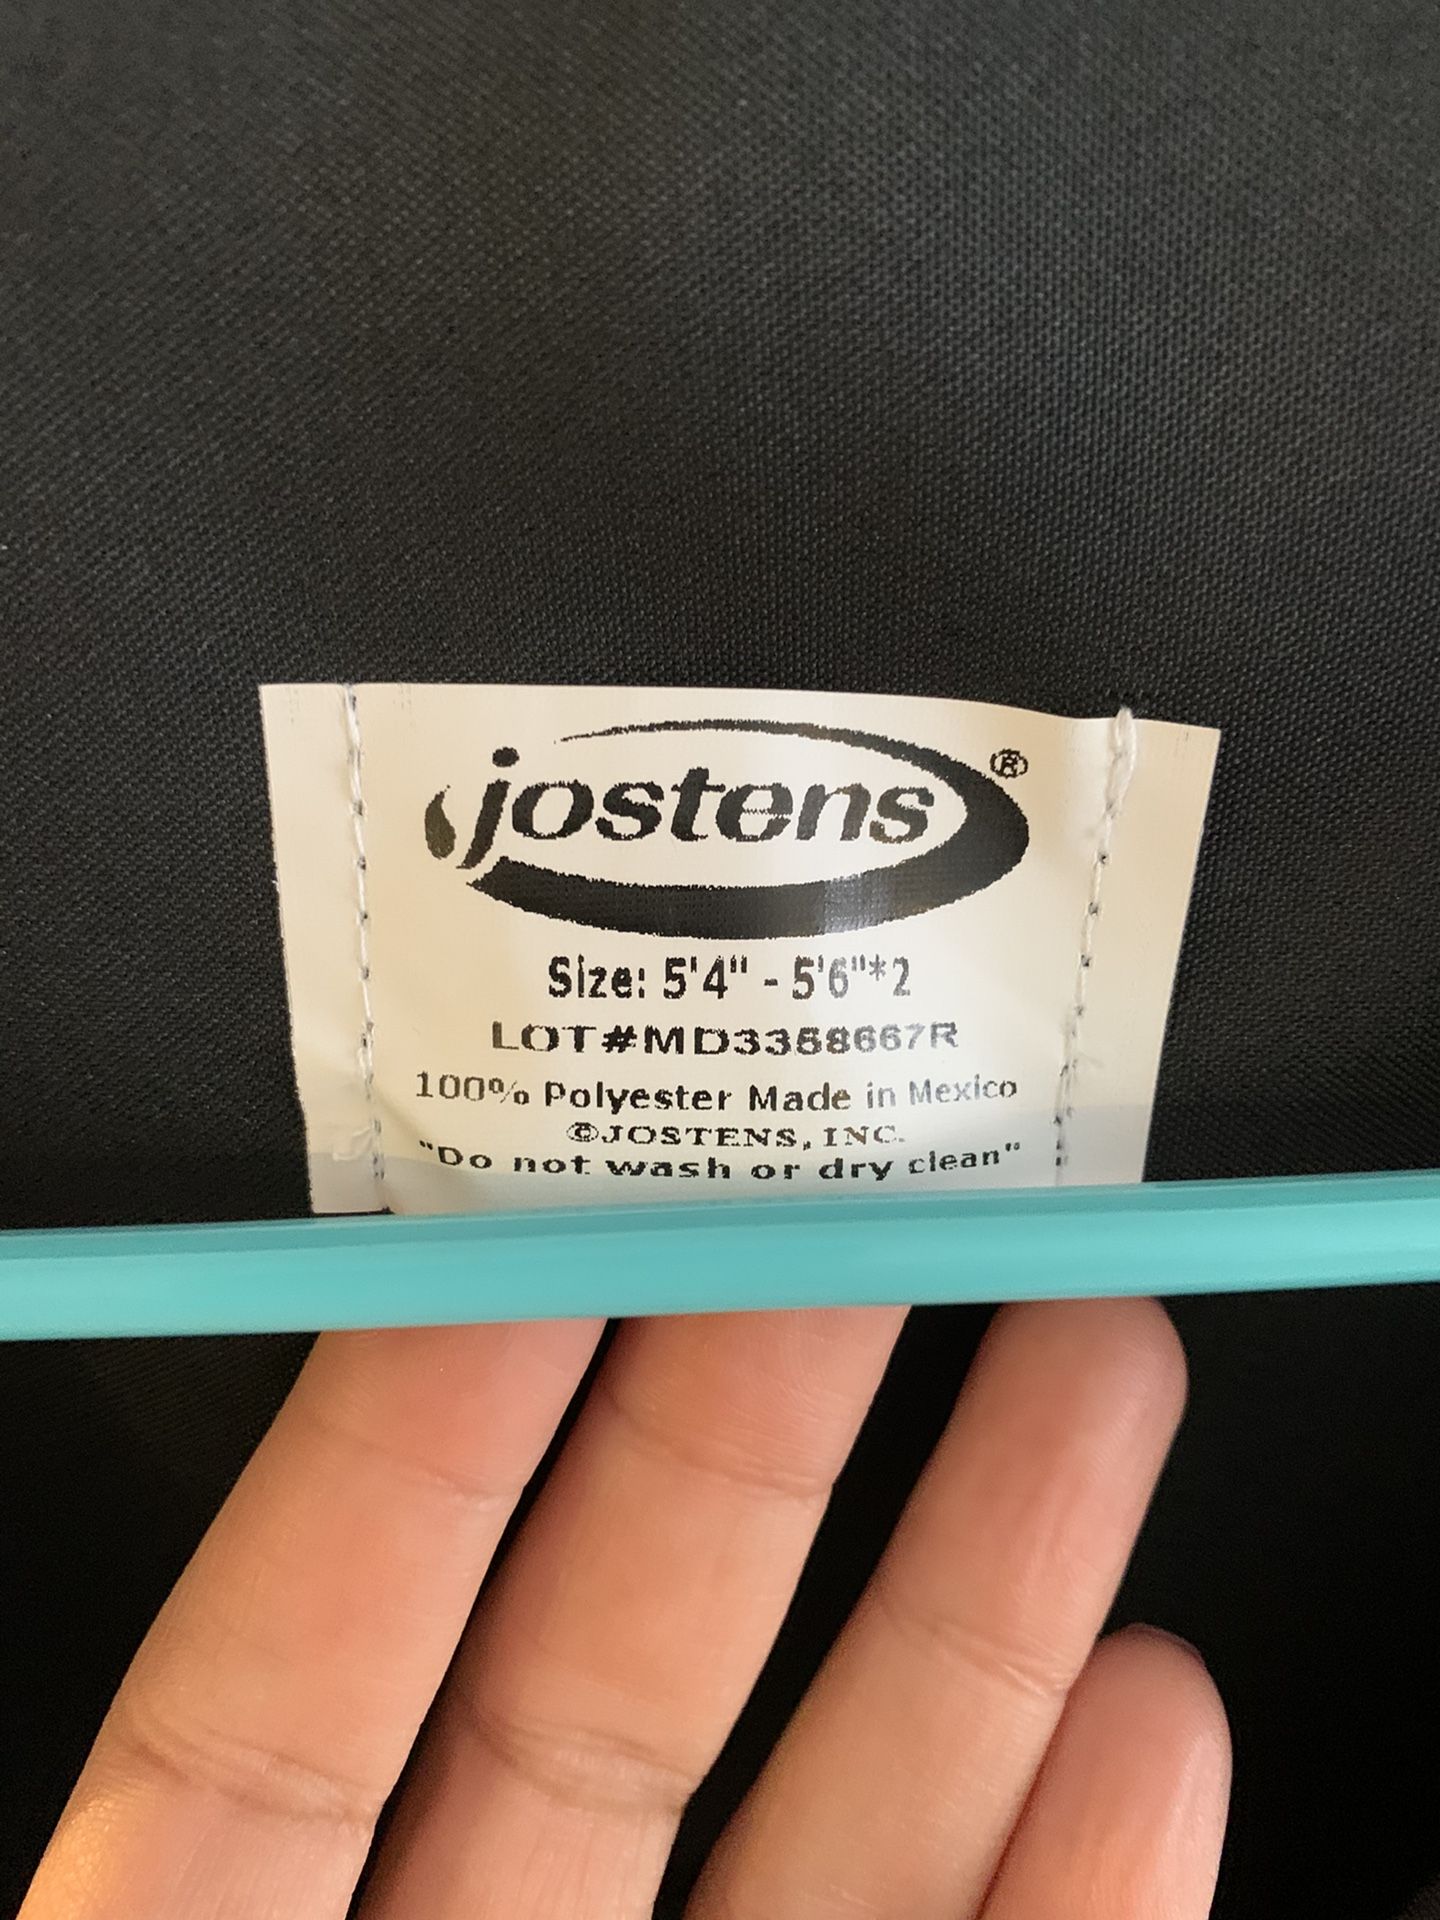 jostens®
Size: 5'4" - 5'6"*2
LOT#MD3358667R
100% Polyester Made in Mexico
©JOSTENS, INC.
"Do not wash or dry clean"